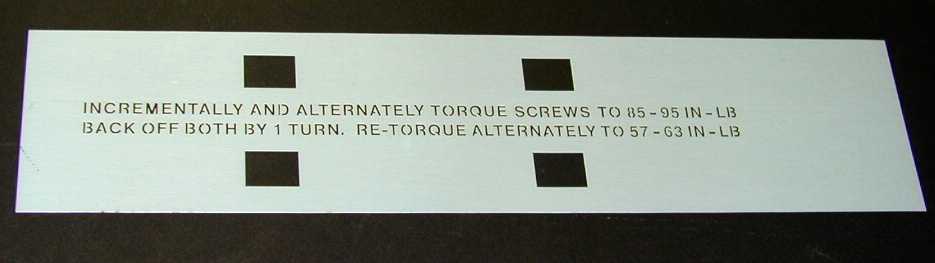 INCREMENTALLY AND ALTERNATELY TORQUE SCREWS TO 85-95 IN-LB
BACK OFF BOTH BY 1 TURN. RE-TORQUE ALTERNATELY TO 57-63 IN-LB